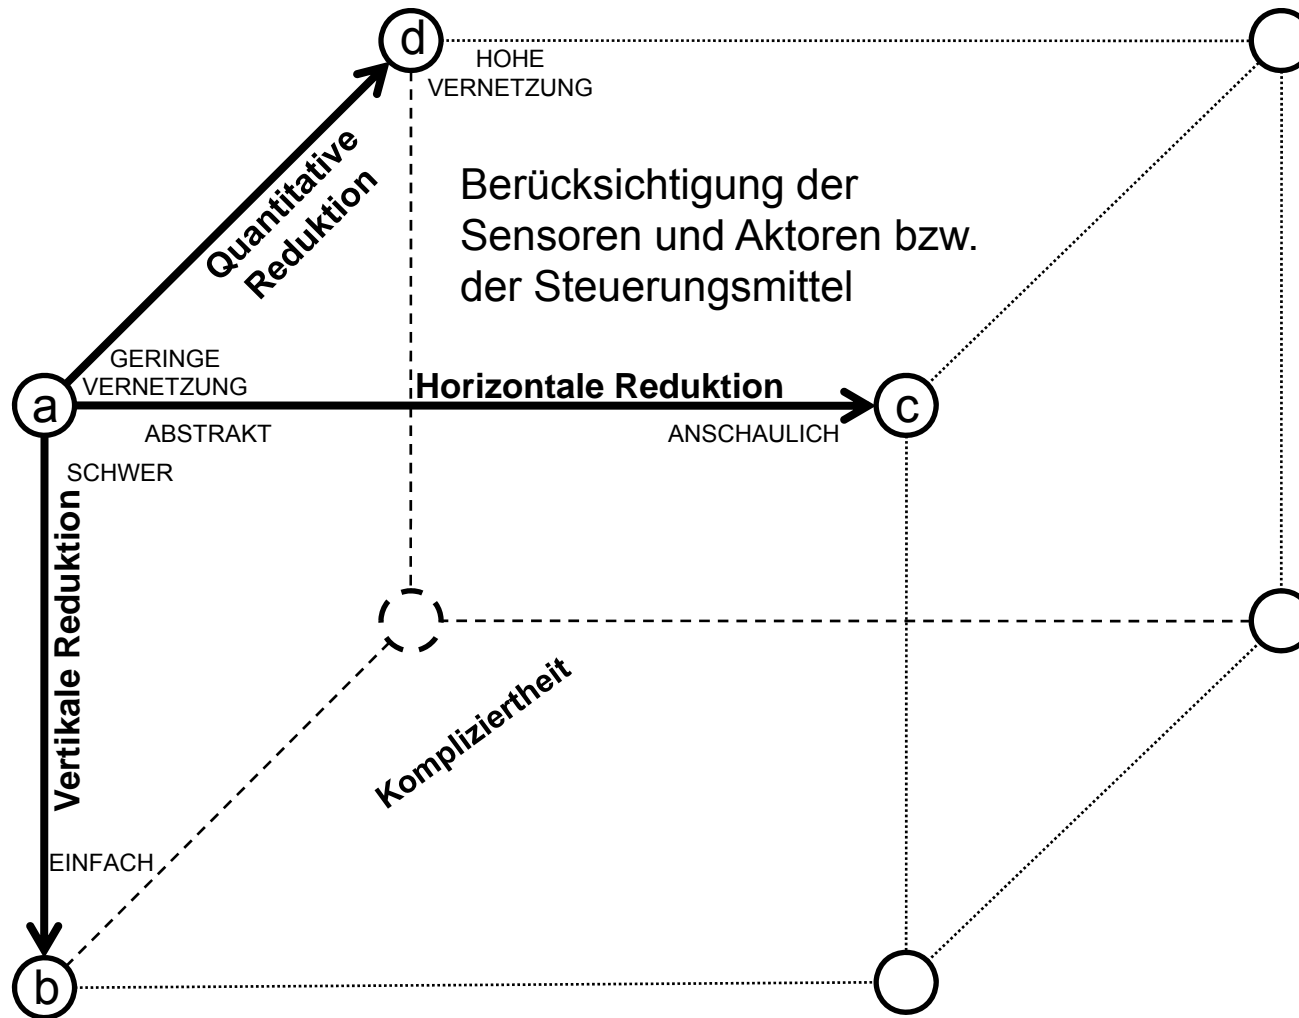 d
HOHE
VERNETZUNG
Quantitative
Reduktion
Berücksichtigung der
Sensoren und Aktoren bzw.
der Steuerungsmittel
GERINGE
VERNETZUNG
Horizontale Reduktion
a
c
ABSTRAKT
ANSCHAULICH
SCHWER
Vertikale Reduktion
Kompliziertheit
EINFACH
b